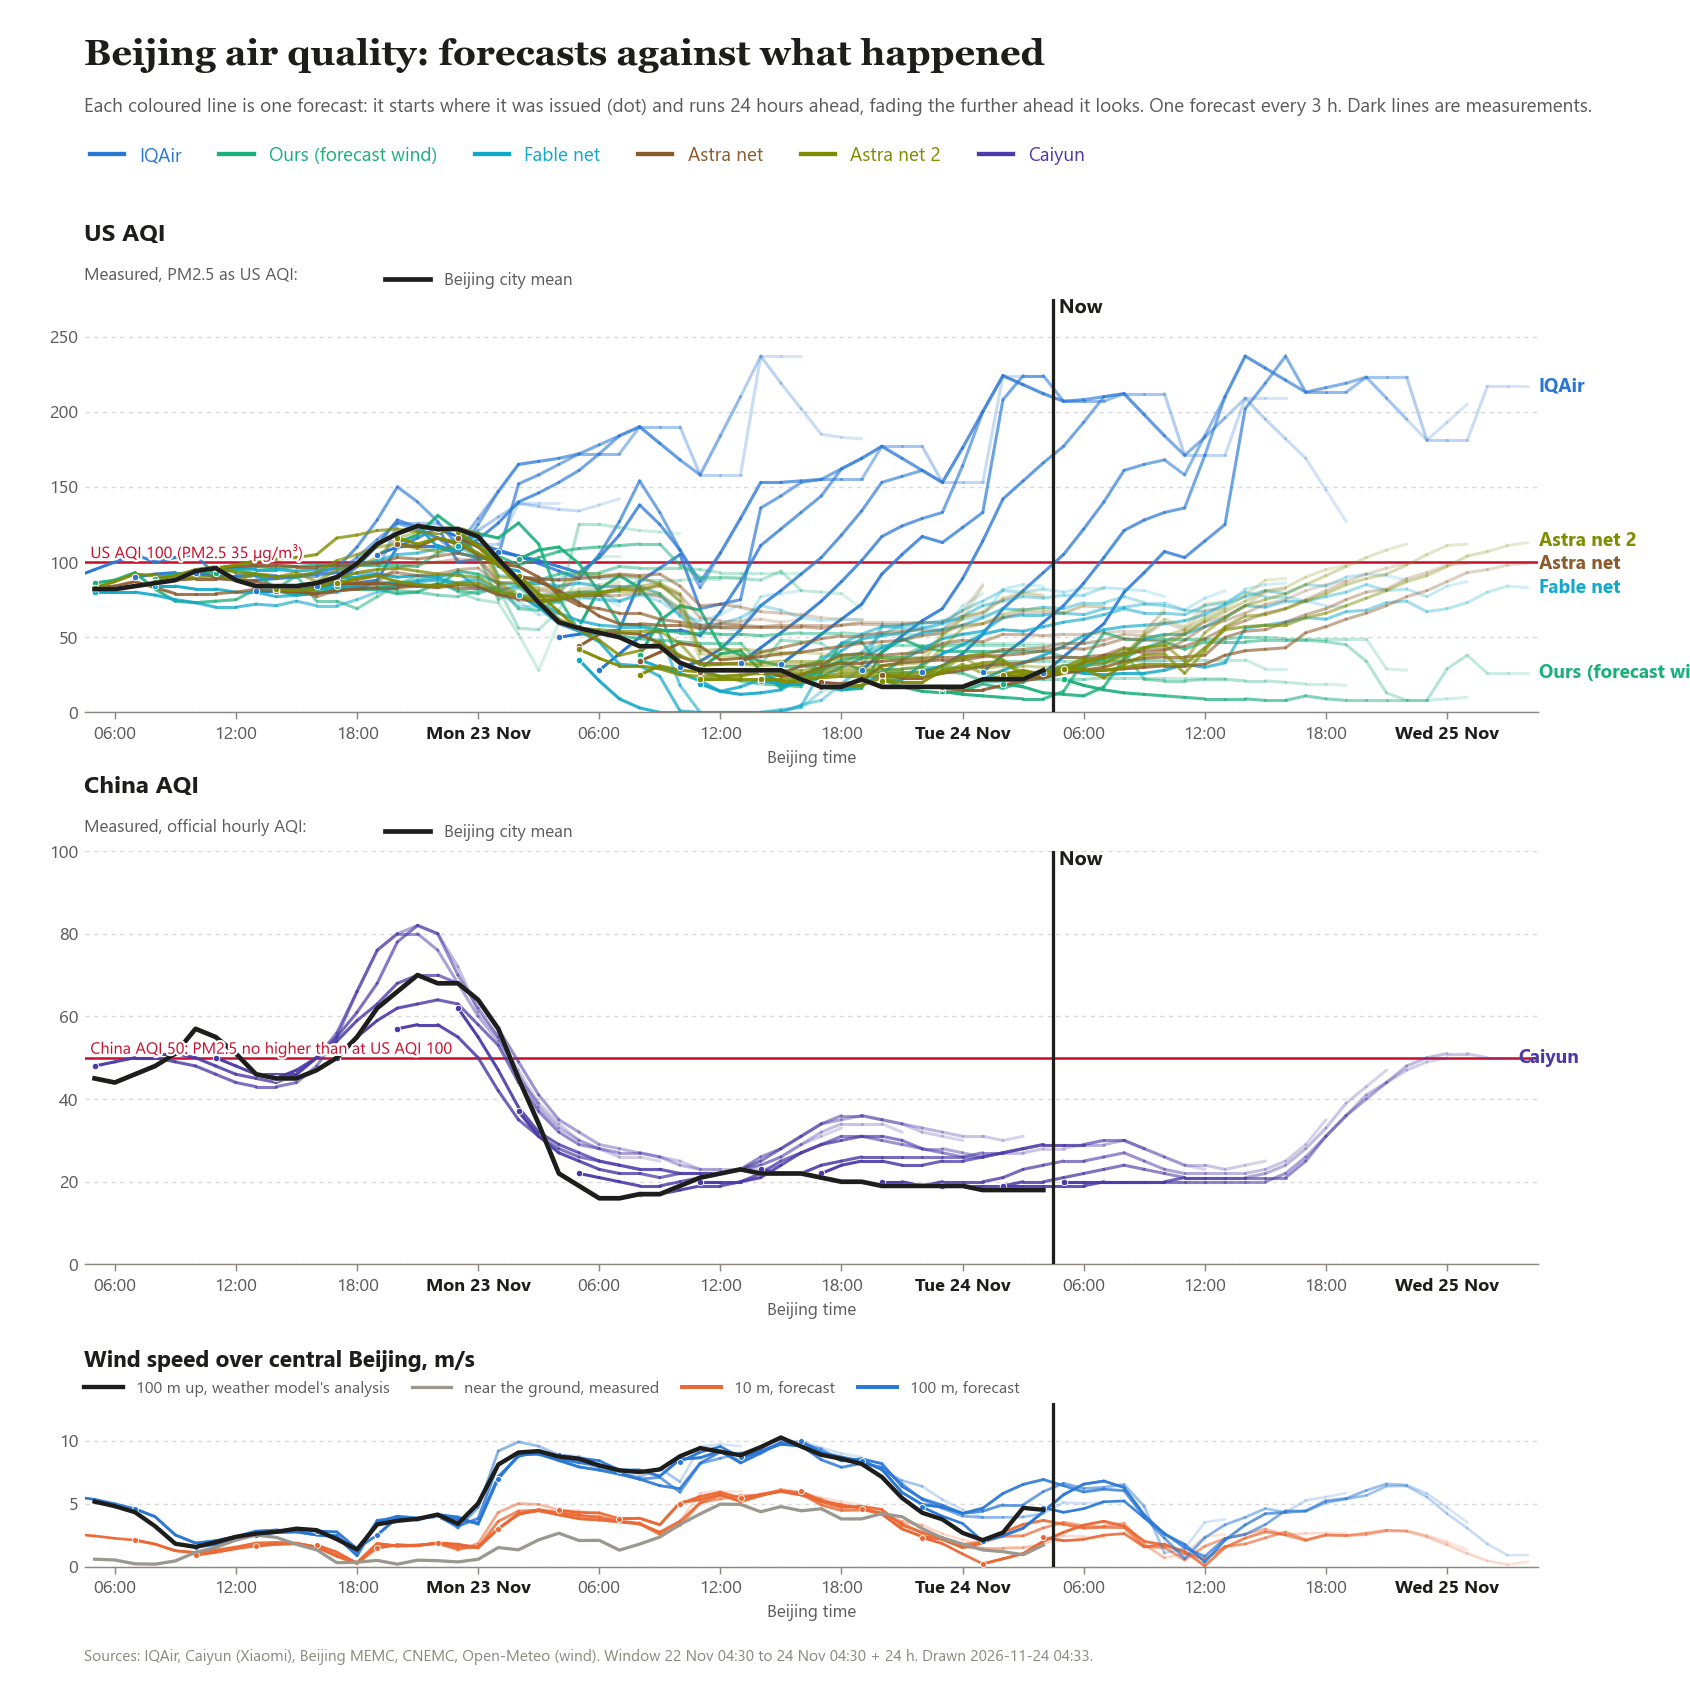 Beijing air quality: forecasts against what happened
Each coloured line is one forecast: it starts where it was issued (dot) and runs 24 hours ahead, fading the further ahead it looks. One forecast every 3 h. Dark lines are measurements.
IQAir Ours (forecast wind) Fable net Astra net Astra net 2 Caiyun
US AQI
Measured, PM2.5 as US AQI: Beijing city mean
Now
250
200
150
100
50
0
US AQI 100 (PM2.5 35 µg/m³)
IQAir
Astra net 2
Astra net
Fable net
Ours (forecast wi
06:00 12:00 18:00 Mon 23 Nov 06:00 12:00 18:00 Tue 24 Nov 06:00 12:00 18:00 Wed 25 Nov
Beijing time
China AQI
Measured, official hourly AQI: Beijing city mean
Now
100
80
60
40
20
0
China AQI 50: PM2.5 no higher than at US AQI 100
Caiyun
06:00 12:00 18:00 Mon 23 Nov 06:00 12:00 18:00 Tue 24 Nov 06:00 12:00 18:00 Wed 25 Nov
Beijing time
Wind speed over central Beijing, m/s
100 m up, weather model's analysis near the ground, measured 10 m, forecast 100 m, forecast
10
5
0
06:00 12:00 18:00 Mon 23 Nov 06:00 12:00 18:00 Tue 24 Nov 06:00 12:00 18:00 Wed 25 Nov
Beijing time
Sources: IQAir, Caiyun (Xiaomi), Beijing MEMC, CNEMC, Open-Meteo (wind). Window 22 Nov 04:30 to 24 Nov 04:30 + 24 h. Drawn 2026-11-24 04:33.